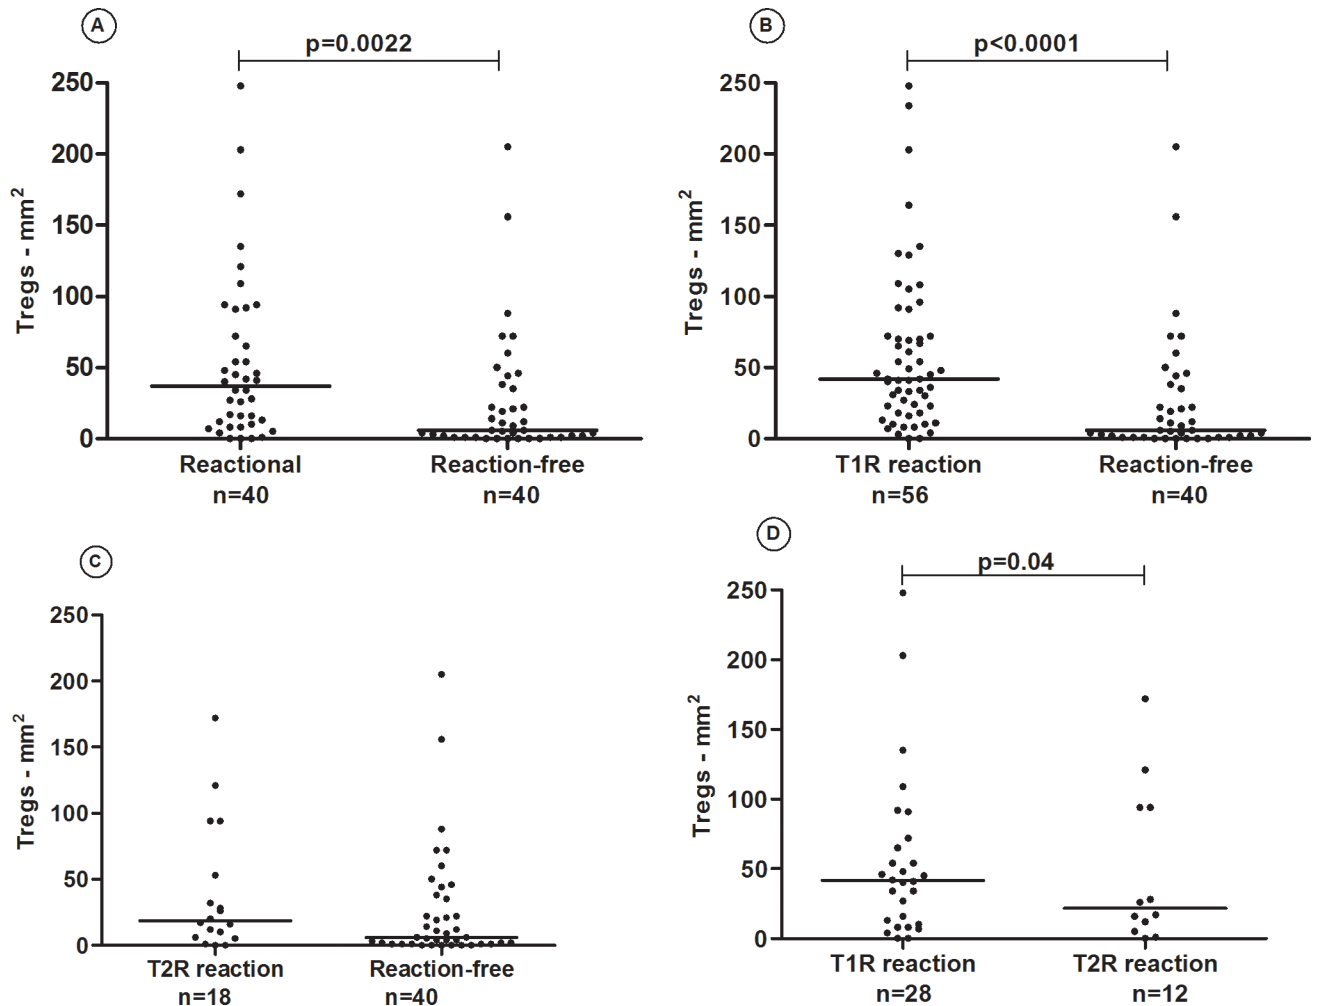 A
p=0.0022
250
200
150
100
50
0
Tregs - mm²
Reactional
Reaction-free
n=40
n=40
B
p<0.0001
250
200
150
100
50
0
Tregs - mm²
T1R reaction
Reaction-free
n=56
n=40
C
250
200
150
100
50
0
Tregs - mm²
T2R reaction
Reaction-free
n=18
n=40
D
p=0.04
250
200
150
100
50
0
Tregs - mm²
T1R reaction
T2R reaction
n=28
n=12